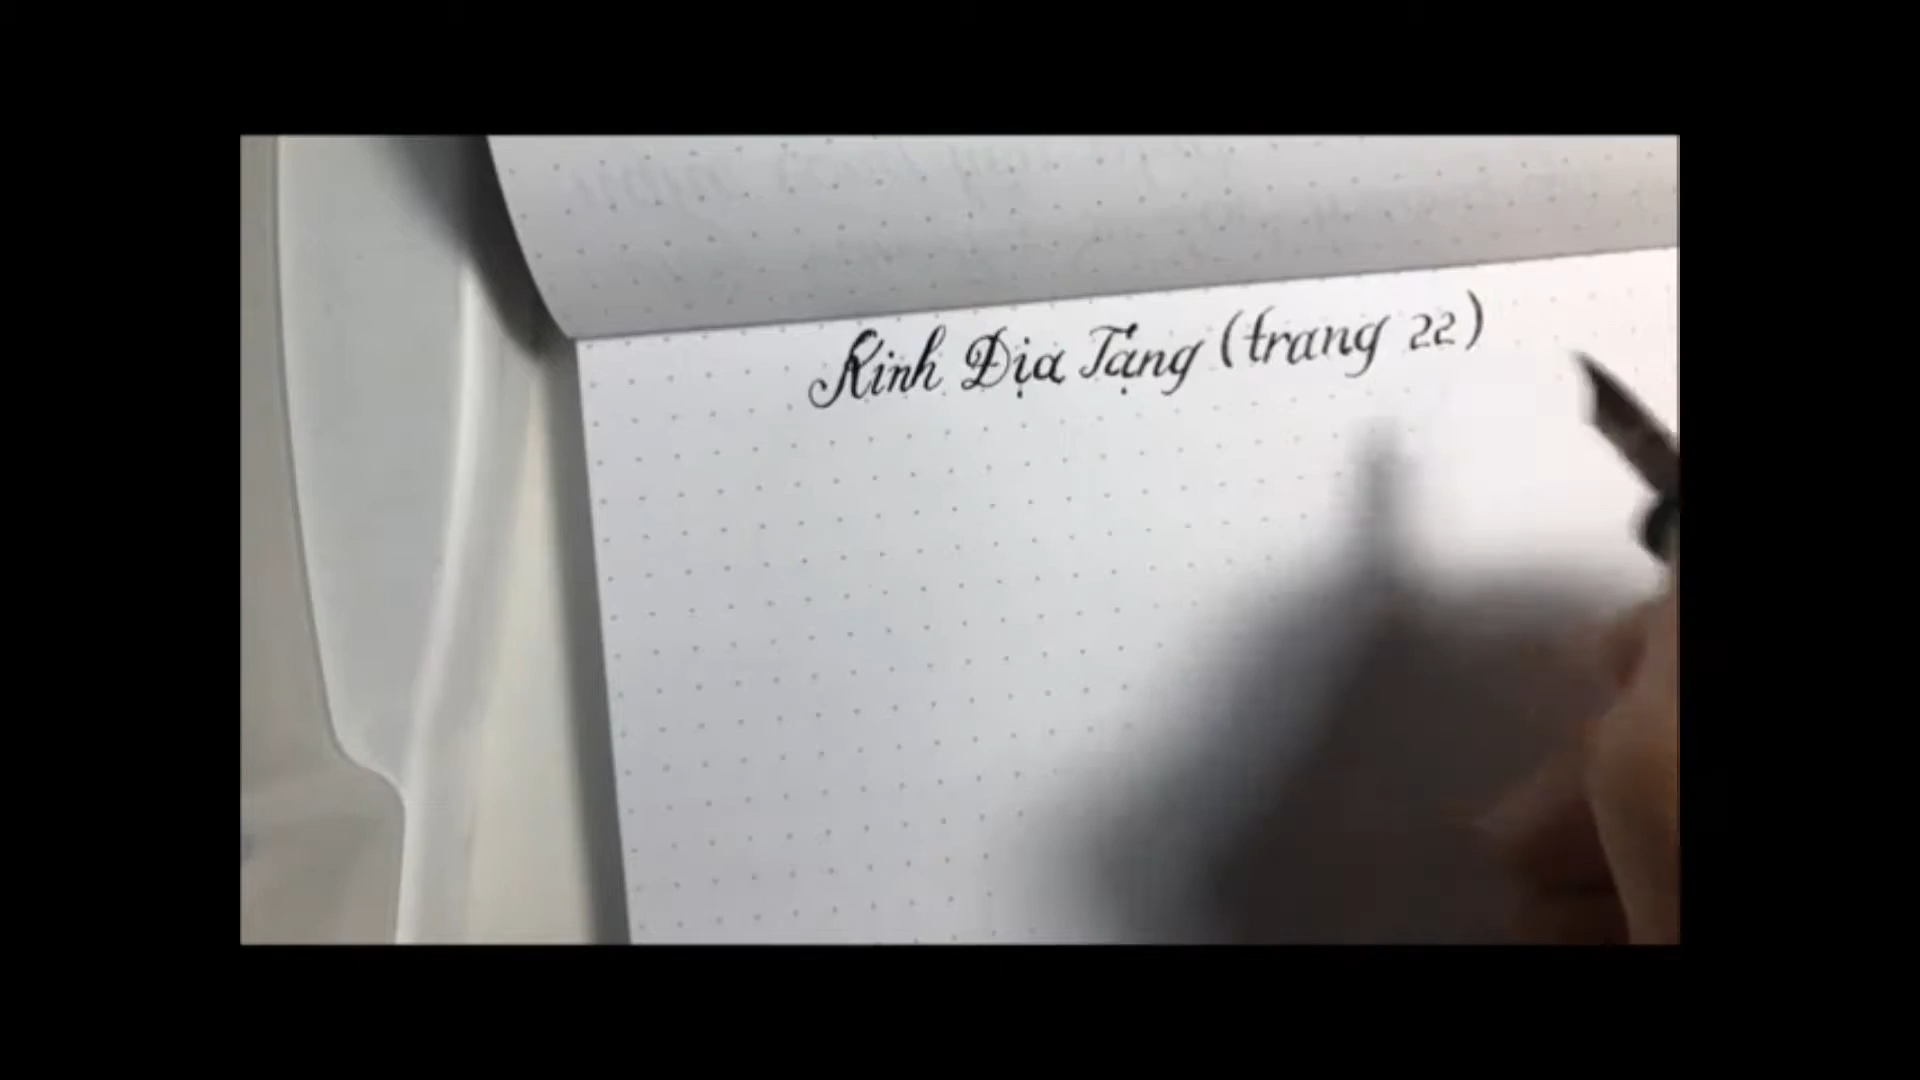 Kinh Địa Tạng (trang 22)